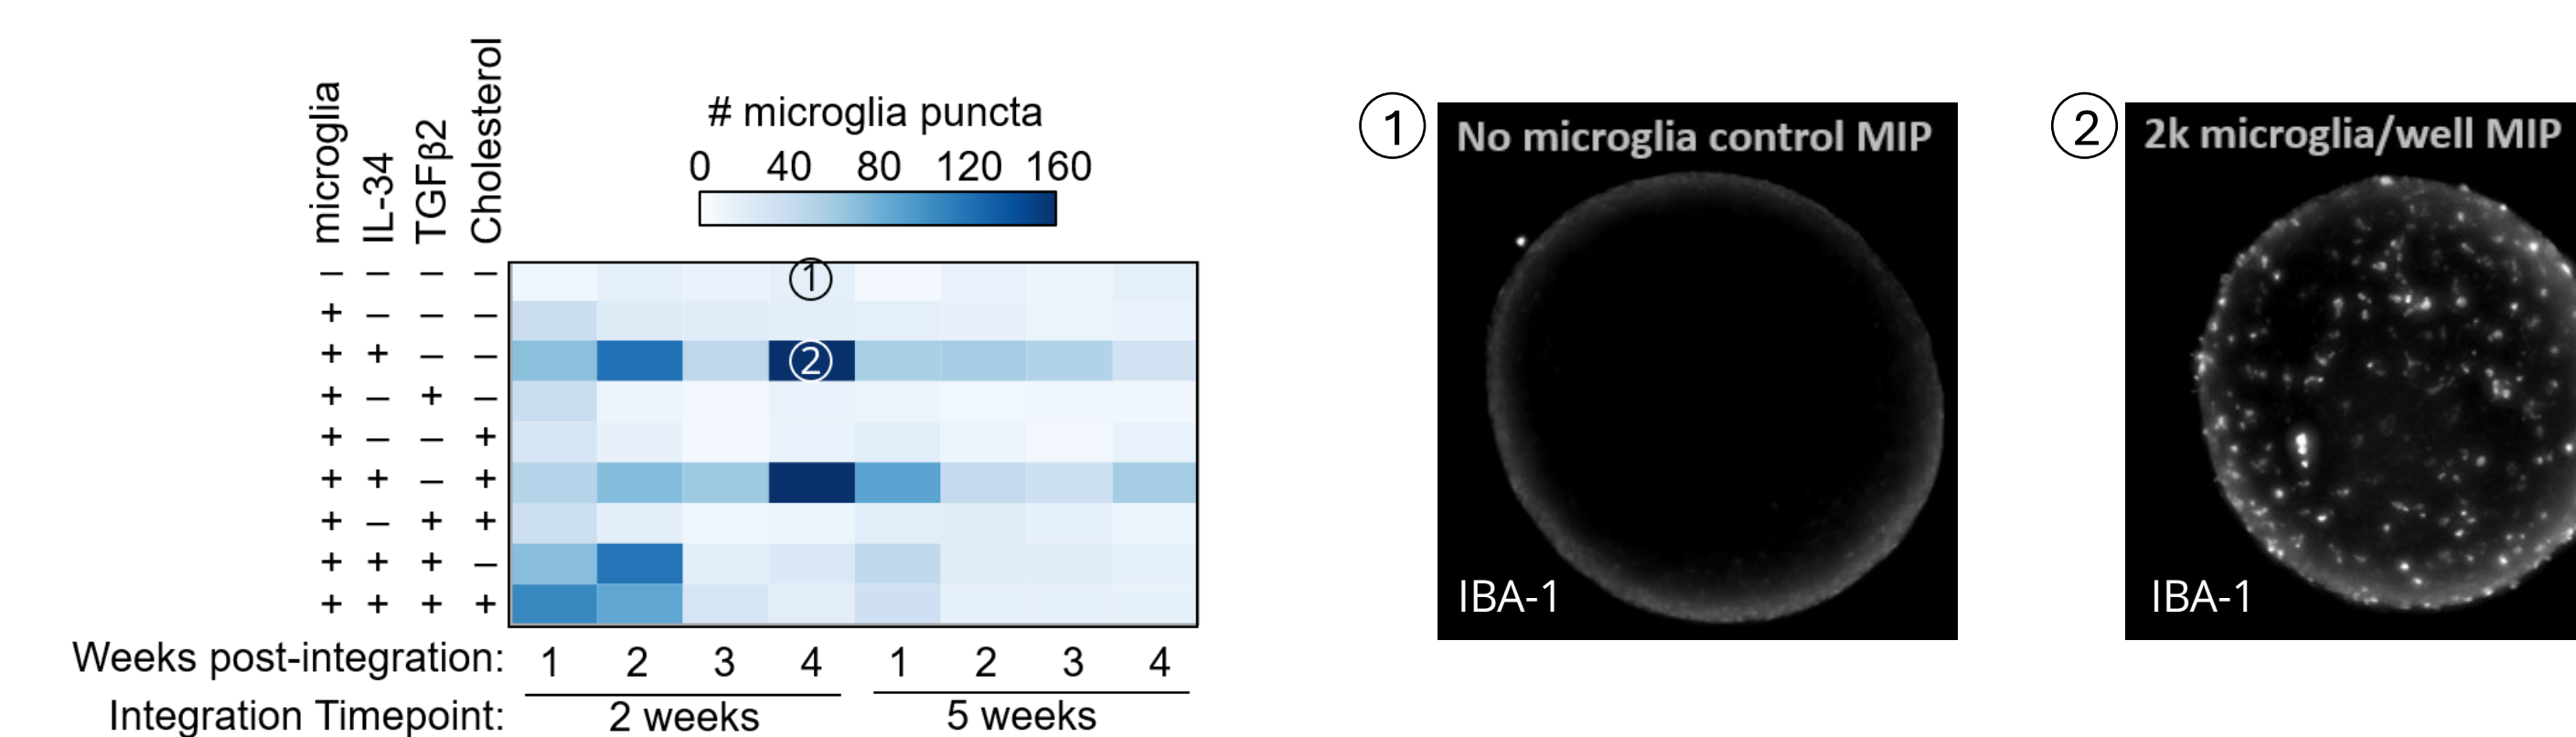 microglia
IL-34
TGFβ2
Cholesterol
# microglia puncta
0 40 80 120 160
– – – –
+ – – –
+ + – –
+ – + –
+ – – +
+ + – +
+ – + +
+ + + –
+ + + +
1
2
Weeks post-integration: 1 2 3 4 1 2 3 4
Integration Timepoint: 2 weeks 5 weeks
1
No microglia control MIP
IBA-1
2
2k microglia/well MIP
IBA-1